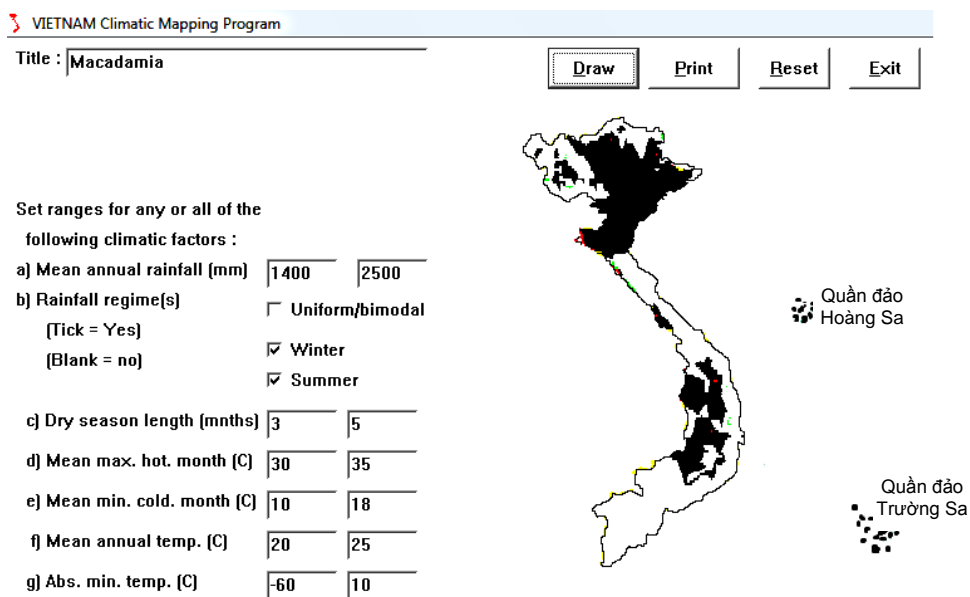 VIETNAM Climatic Mapping Program
Title : Macadamia
Draw Print Reset Exit
Set ranges for any or all of the
following climatic factors :
a) Mean annual rainfall (mm) 1400 2500
b) Rainfall regime(s) Uniform/bimodal
(Tick = Yes)
(Blank = no) Winter
Summer
c) Dry season length (mnths) 3 5
d) Mean max. hot. month (C) 30 35
e) Mean min. cold. month (C) 10 18
f) Mean annual temp. (C) 20 25
g) Abs. min. temp. (C) -60 10
Quần đảo
Hoàng Sa
Quần đảo
Trường Sa